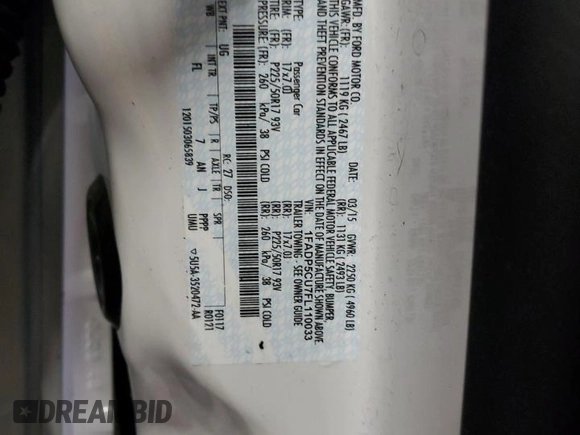 MFD. BY FORD MOTOR CO.
DATE: 03/15 GVWR: 2250 KG ( 4960 LB)
GAWR: (FR): 1119 KG ( 2467 LB) (RR): 1131 KG ( 2493 LB)
THIS VEHICLE CONFORMS TO ALL APPLICABLE FEDERAL MOTOR VEHICLE SAFETY, BUMPER,
AND THEFT PREVENTION STANDARDS IN EFFECT ON THE DATE OF MANUFACTURE SHOWN ABOVE
VIN: 1FADP5CU7FL110033
TYPE: Passenger Car TRAILER TOWING - SEE OWNER GUIDE
RIM: (FR): 17x7.0J (RR): 17x7.0J
TIRE (FR): P225/50R17 93V (RR): P225/50R17 93V
PRESSURE (FR): 260 kPa/ 38 PSI COLD (RR): 260 kPa/ 38 PSI COLD
EXT PNT: UG RC: 27 DSO: F0117
WB INT TR TP/PS R AXLE TR SPR R0121
FL 7 AN J PPPP UMU
1201503065839 5U5A-3520472-AA
DREAMBID